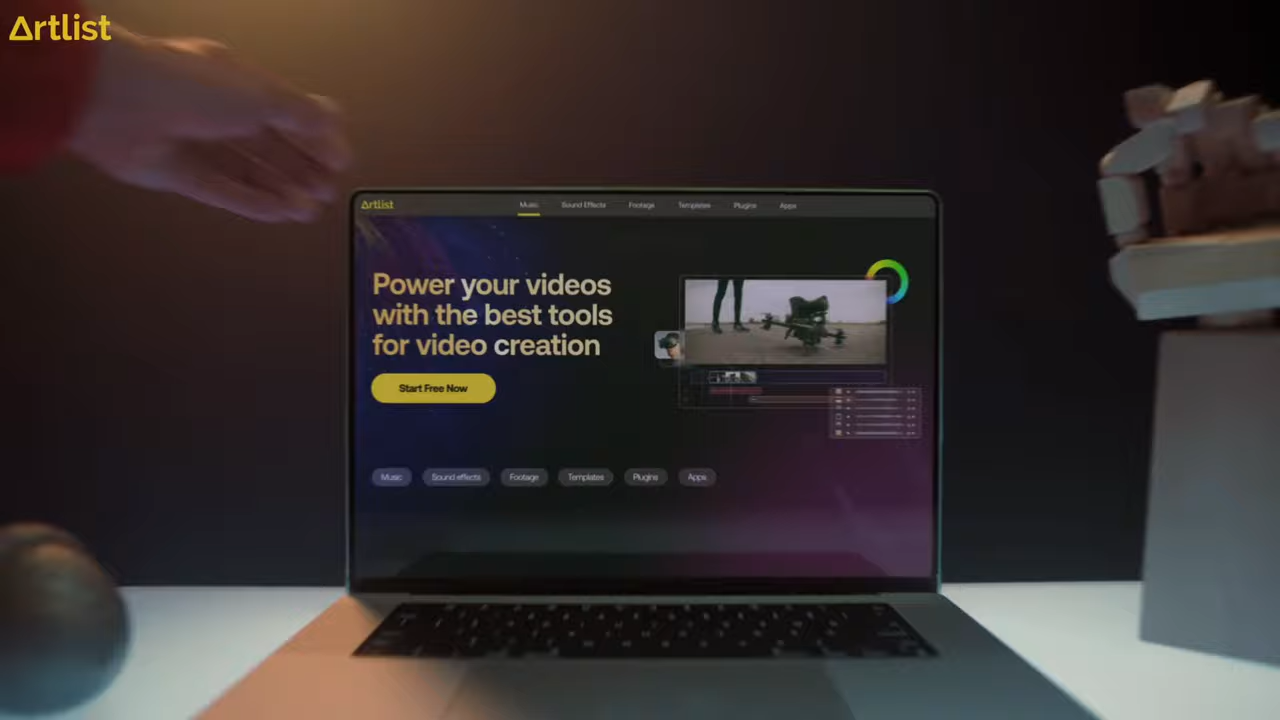 Artlist
Artlist
Music
Sound Effects
Footage
Templates
Plugins
Apps
Power your videos
with the best tools
for video creation
Start Free Now
Music
Sound effects
Footage
Templates
Plugins
Apps